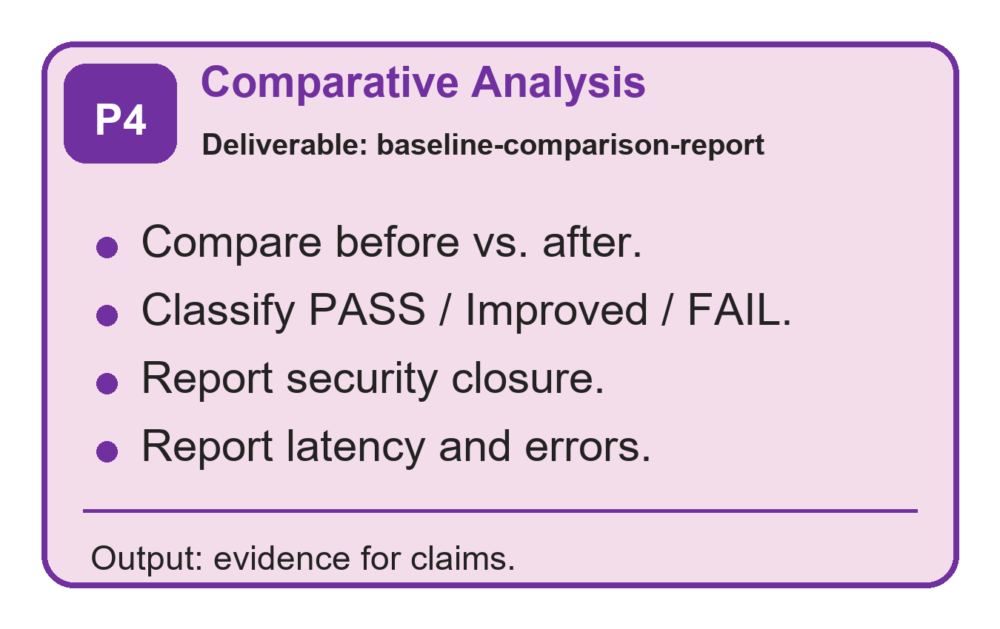 P4
Comparative Analysis
Deliverable: baseline-comparison-report
Compare before vs. after.
Classify PASS / Improved / FAIL.
Report security closure.
Report latency and errors.
Output: evidence for claims.